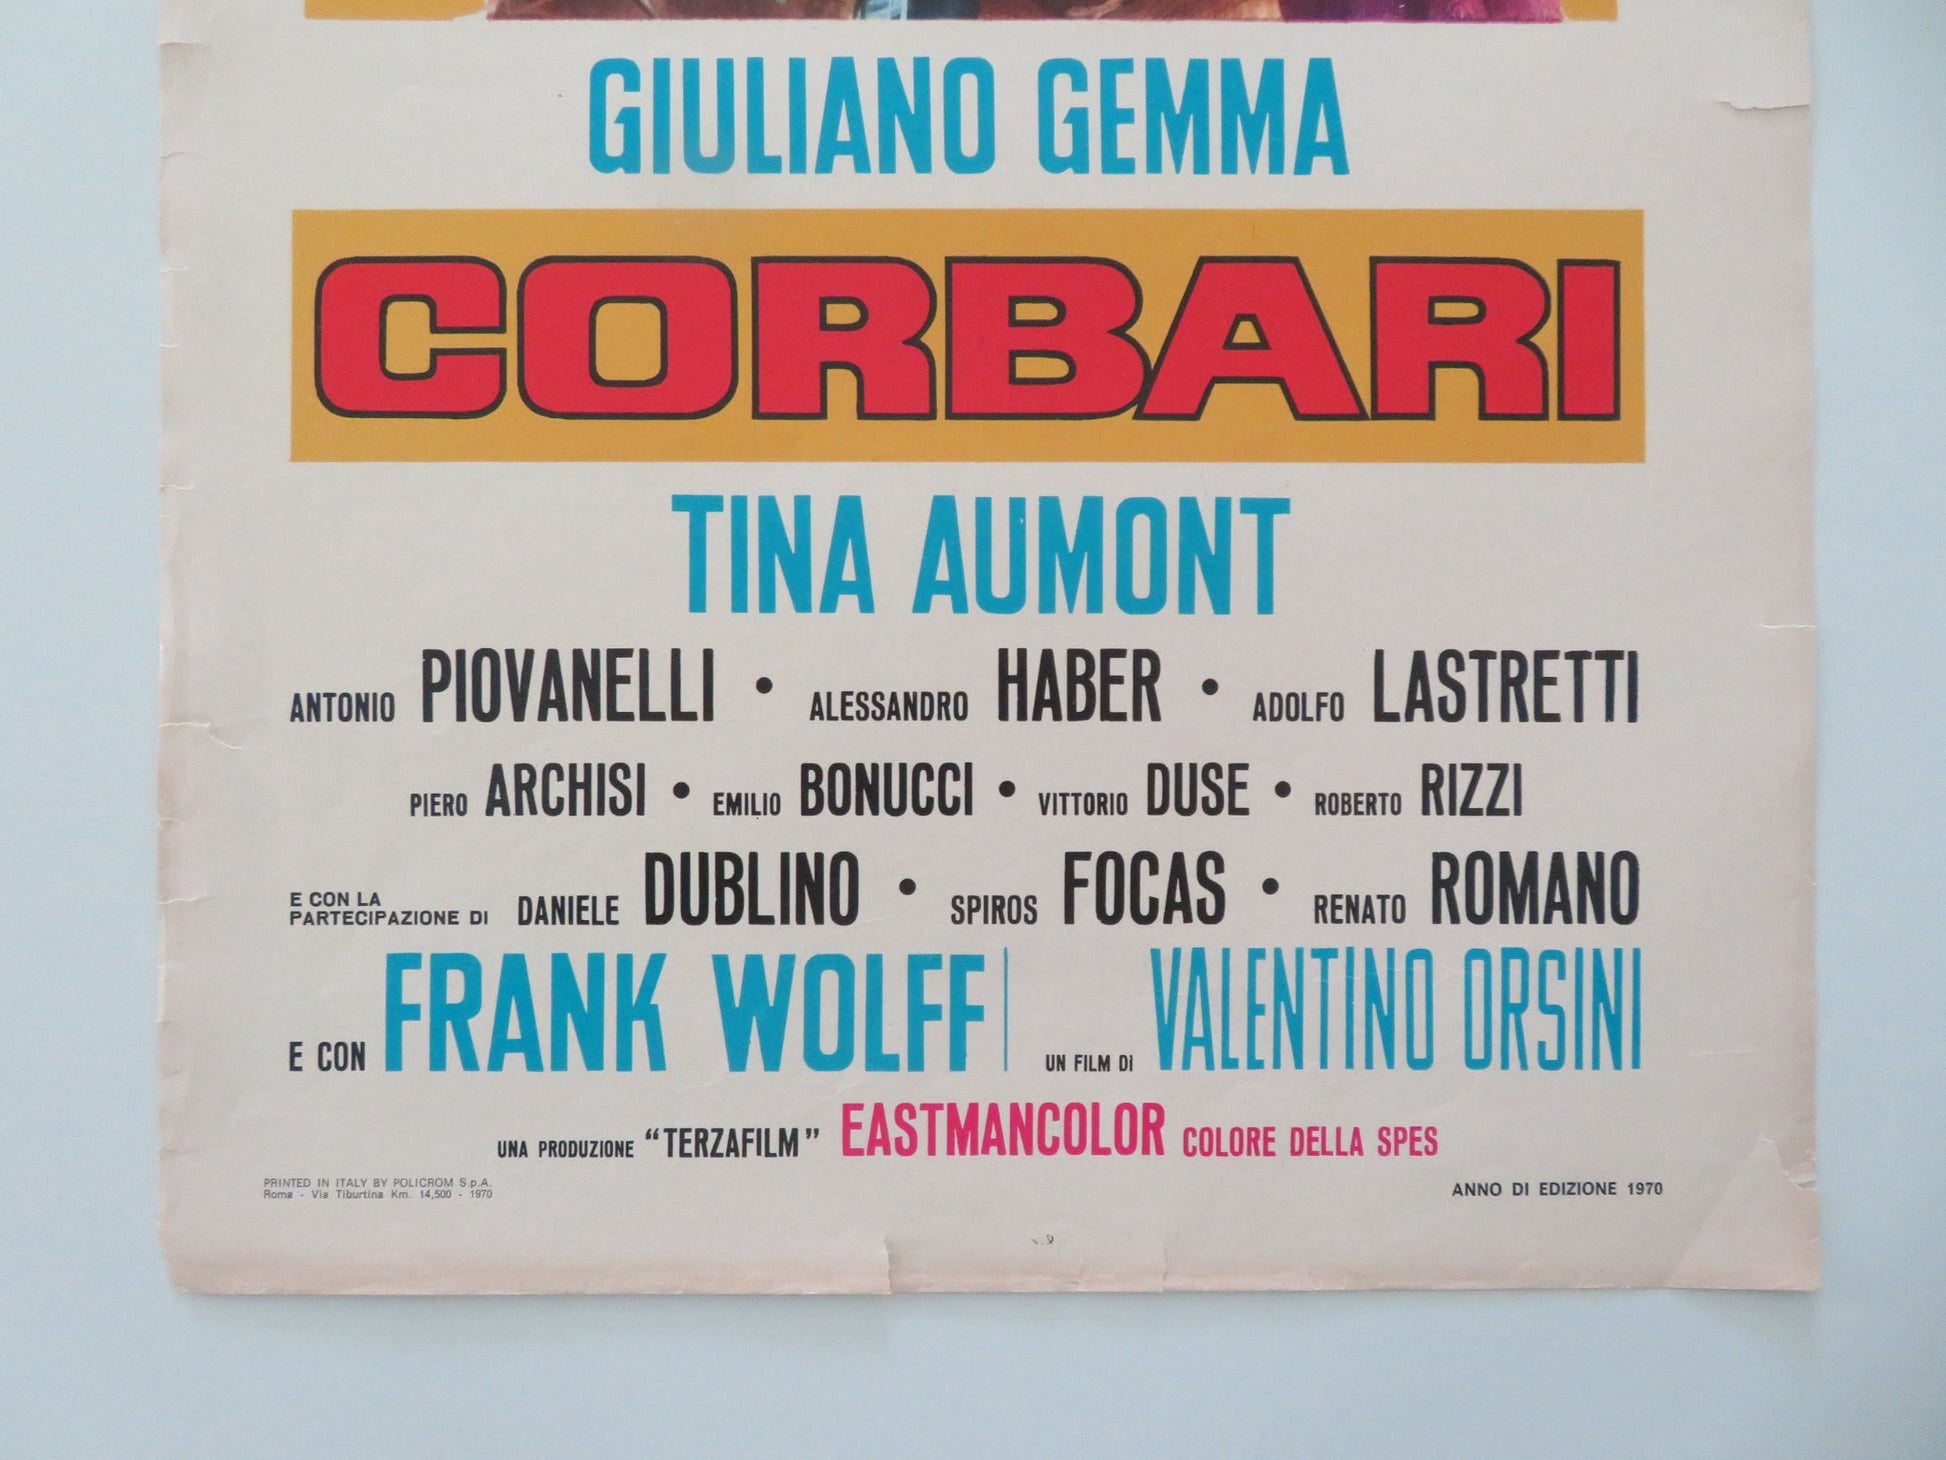 GIULIANO GEMMA
CORBARI
TINA AUMONT
ANTONIO PIOVANELLI • ALESSANDRO HABER • ADOLFO LASTRETTI
PIERO ARCHISI • EMILIO BONUCCI • VITTORIO DUSE • ROBERTO RIZZI
E CON LA
PARTECIPAZIONE DI DANIELE DUBLINO • SPIROS FOCAS • RENATO ROMANO
E CON FRANK WOLFF | UN FILM DI VALENTINO ORSINI
UNA PRODUZIONE “TERZAFILM” EASTMANCOLOR COLORE DELLA SPES
PRINTED IN ITALY BY POLICROM S.p.A.
Roma - Via Tiburtina Km. 14,500 - 1970
ANNO DI EDIZIONE 1970